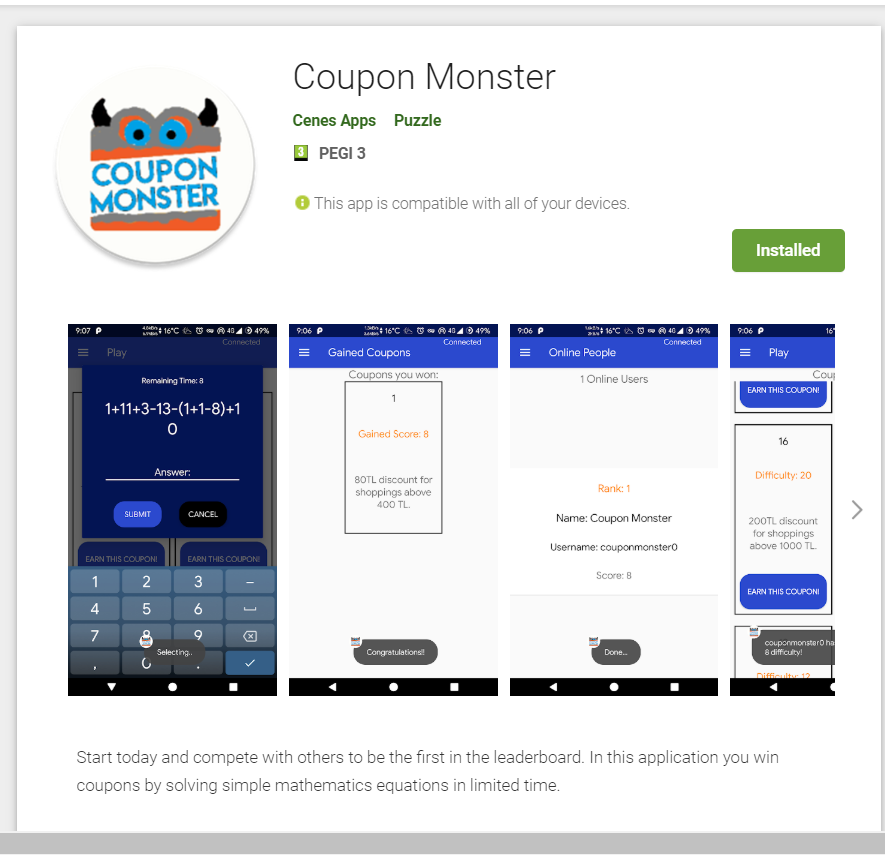 Coupon Monster
COUPON
MONSTER
Cenes Apps Puzzle
3 PEGI 3
This app is compatible with all of your devices.
Installed
9:07 16°C 4G 49%
Connected
Play
Remaining Time: 8
1+11+3-13-(1+1-8)+1
0
Answer:
SUBMIT CANCEL
EARN THIS COUPON! EARN THIS COUPON!
1 2 3 –
4 5 6
7 8 9
Selecting..
, 0 .
9:06 16°C 4G 49%
Connected
Gained Coupons
Coupons you won:
1
Gained Score: 8
80TL discount for
shoppings above
400 TL.
Congratulations!!
9:06 16°C 4G 49%
Connected
Online People
1 Online Users
Rank: 1
Name: Coupon Monster
Username: couponmonster0
Score: 8
Done...
9:06 16°
Play
Coup
EARN THIS COUPON!
16
Difficulty: 20
200TL discount
for shoppings
above 1000 TL.
EARN THIS COUPON!
couponmonster0 ha
8 difficulty!
Difficulty: 12
Start today and compete with others to be the first in the leaderboard. In this application you win
coupons by solving simple mathematics equations in limited time.